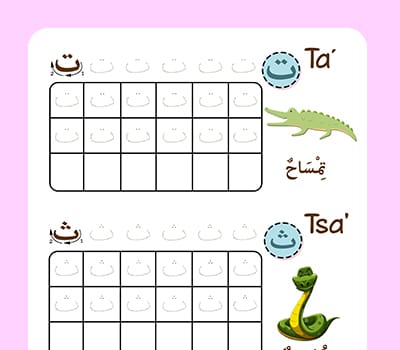 ت Ta´
ت ت ت ت ت ت
ت ت ت ت ت ت
ت ت ت ت ت ت
تِمْسَاحٌ
ث Tsa'
ث ث ث ث ث ث
ث ث ث ث ث ث
ث ث ث ث ث ث